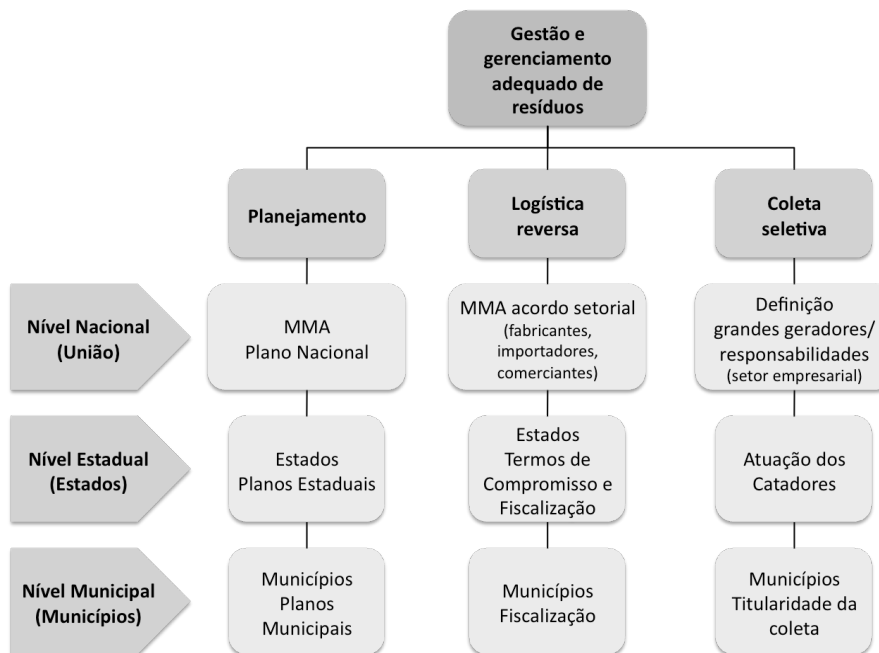 Gestão e
gerenciamento
adequado de
resíduos
Planejamento
Logística
reversa
Coleta
seletiva
Nível Nacional
(União)
MMA
Plano Nacional
MMA acordo setorial
(fabricantes,
importadores,
comerciantes)
Definição
grandes geradores/
responsabilidades
(setor empresarial)
Nível Estadual
(Estados)
Estados
Planos Estaduais
Estados
Termos de
Compromisso e
Fiscalização
Atuação dos
Catadores
Nível Municipal
(Municípios)
Municípios
Planos
Municipais
Municípios
Fiscalização
Municípios
Titularidade da
coleta